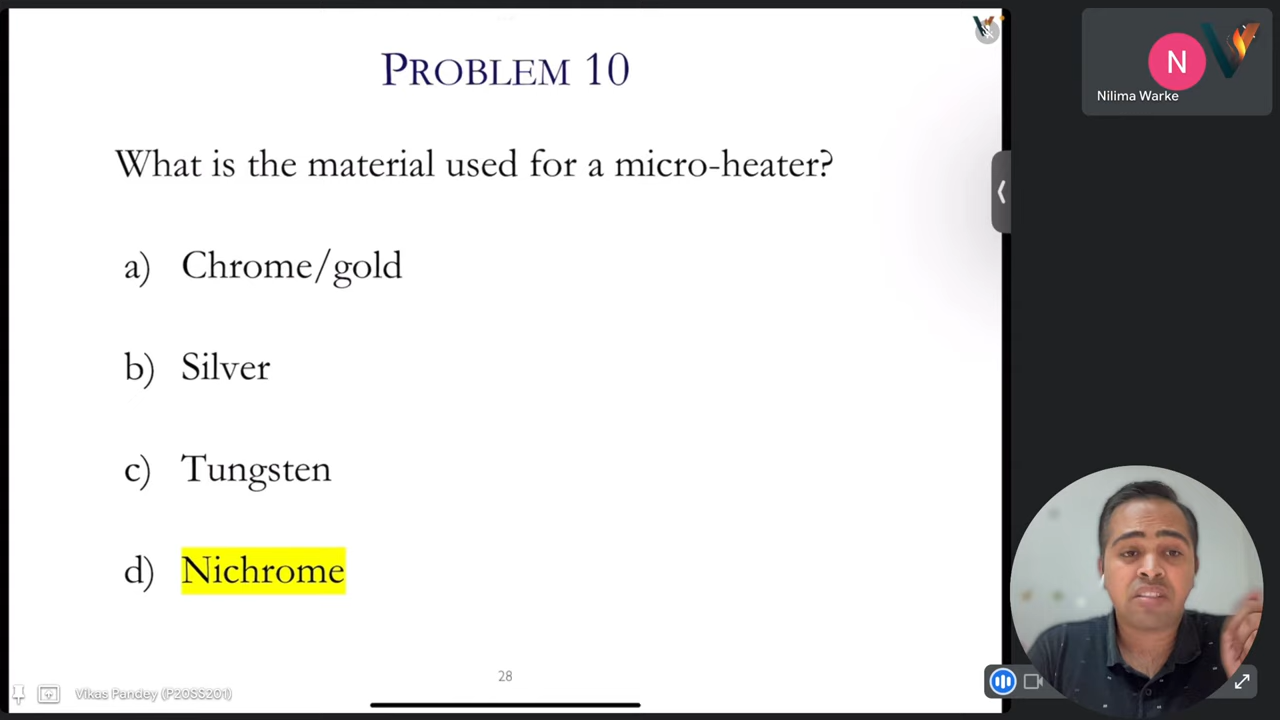 PROBLEM 10
What is the material used for a micro-heater?
a) Chrome/gold
b) Silver
c) Tungsten
d) Nichrome
28
Vikas Pandey (P20SS201)
N
Nilima Warke